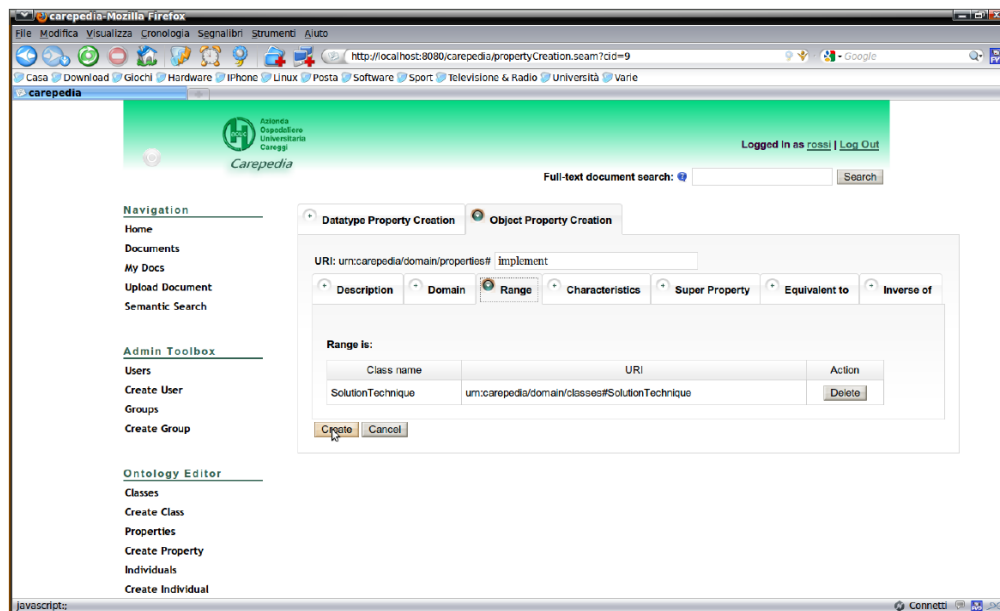 carepedia-Mozilla Firefox
File Modifica Visualizza Cronologia Segnalibri Strumenti Aiuto
http://localhost:8080/carepedia/propertyCreation.seam?cid=9
Google
Casa Download Giochi Hardware IPhone Linux Posta Software Sport Televisione & Radio Università Varie
carepedia
Azienda
Ospedaliero
Universitaria
Careggi
Carepedia
Logged in as rossi | Log Out
Full-text document search: Search
Navigation
Home
Documents
My Docs
Upload Document
Semantic Search
Admin Toolbox
Users
Create User
Groups
Create Group
Ontology Editor
Classes
Create Class
Properties
Create Property
Individuals
Create Individual
Datatype Property Creation Object Property Creation
URI: urn:carepedia/domain/properties# implement
Description Domain Range Characteristics Super Property Equivalent to Inverse of
Range is:
Class name URI Action
SolutionTechnique urn:carepedia/domain/classes#SolutionTechnique Delete
Create Cancel
javascript:;
Connetti